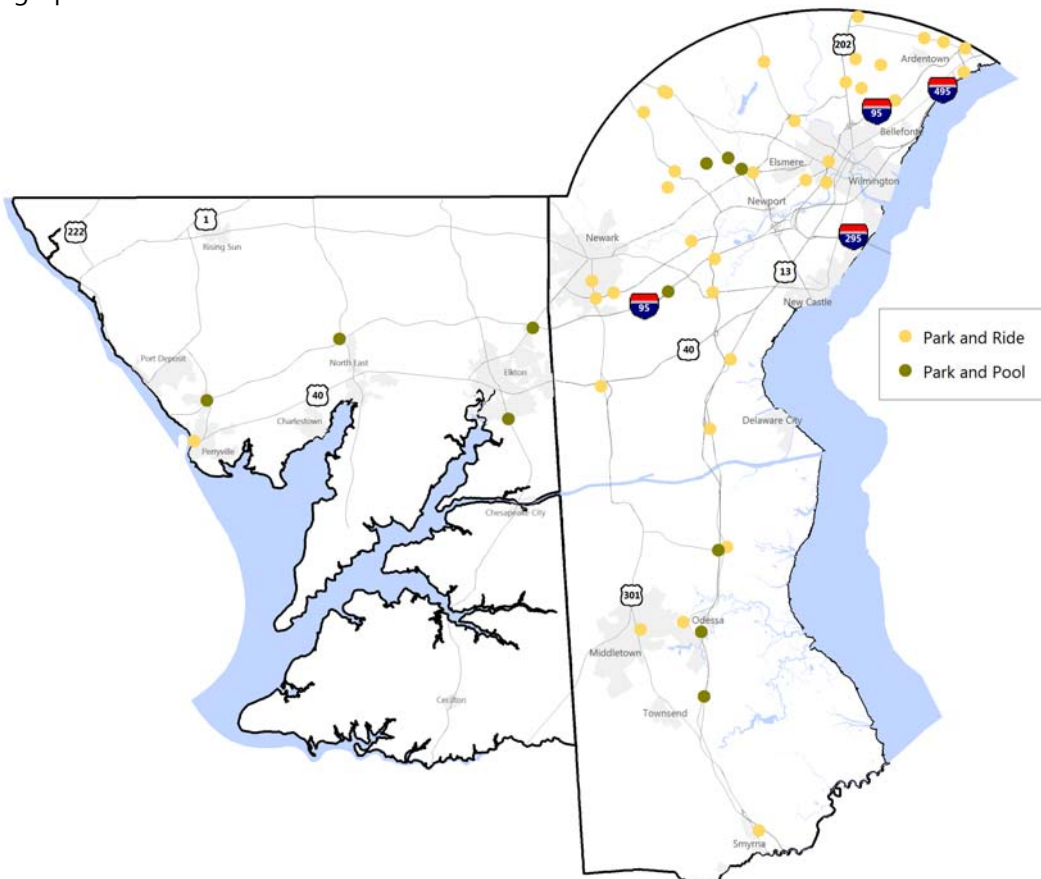 202
Ardentown
495
95
Bellefonte
Elsmere
Wilmington
Newport
222
1
Rising Sun
Newark
295
13
New Castle
95
Park and Ride
Park and Pool
Port Deposit
North East
Elkton
40
40
Charlestown
Delaware City
Perryville
Chesapeake City
301
Odessa
Middletown
Cecilton
Townsend
Smyrna